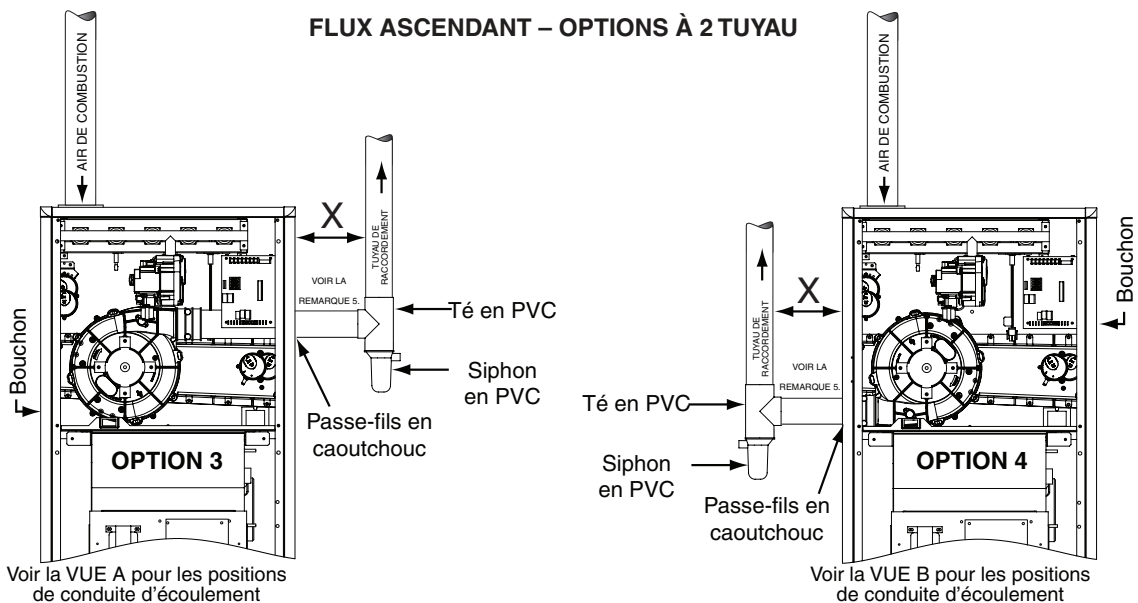 FLUX ASCENDANT – OPTIONS À 2 TUYAU
AIR DE COMBUSTION
X
TUYAU DE
RACCORDEMENT
VOIR LA
REMARQUE 5.
Té en PVC
Siphon
en PVC
Bouchon
Passe-fils en
caoutchouc
OPTION 3
Voir la VUE A pour les positions
de conduite d'écoulement
AIR DE COMBUSTION
X
TUYAU DE
RACCORDEMENT
VOIR LA
REMARQUE 5.
Té en PVC
Siphon
en PVC
Bouchon
Passe-fils en
caoutchouc
OPTION 4
Voir la VUE B pour les positions
de conduite d'écoulement